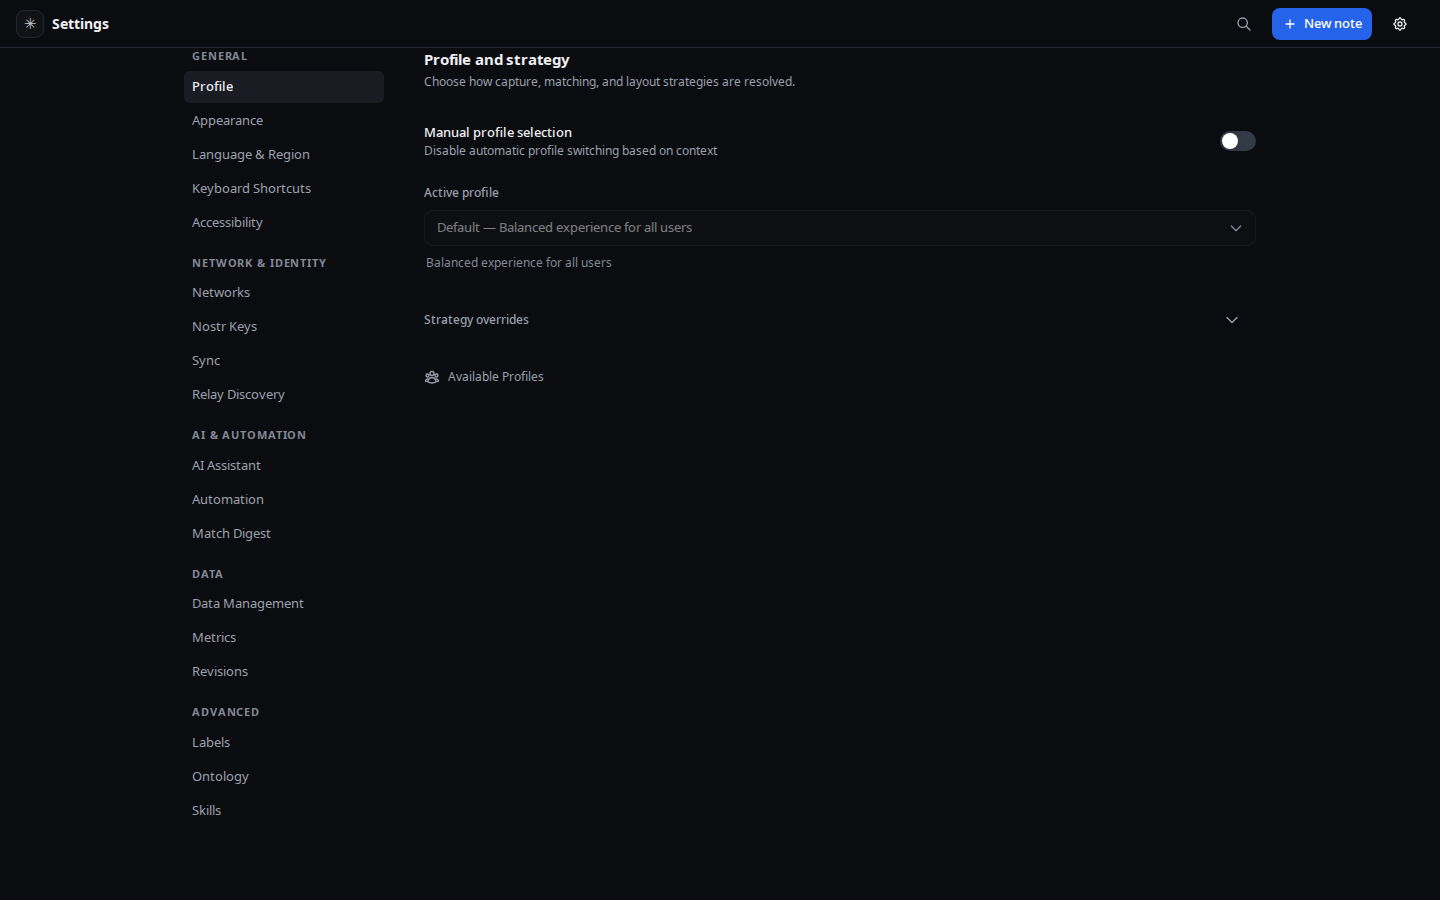 Settings
New note
GENERAL
Profile
Appearance
Language & Region
Keyboard Shortcuts
Accessibility
NETWORK & IDENTITY
Networks
Nostr Keys
Sync
Relay Discovery
AI & AUTOMATION
AI Assistant
Automation
Match Digest
DATA
Data Management
Metrics
Revisions
ADVANCED
Labels
Ontology
Skills
Profile and strategy
Choose how capture, matching, and layout strategies are resolved.
Manual profile selection
Disable automatic profile switching based on context
Active profile
Default — Balanced experience for all users
Balanced experience for all users
Strategy overrides
Available Profiles